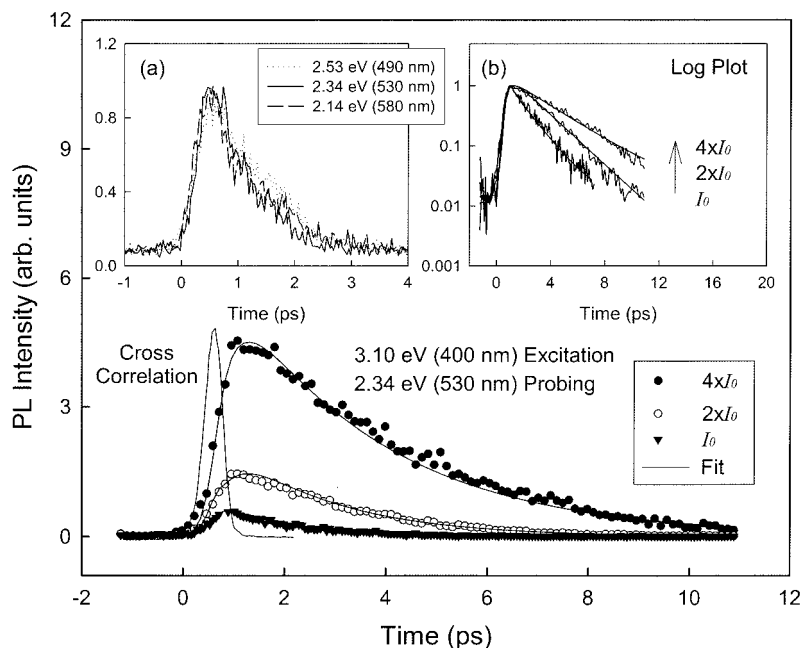 12
9
6
3
0
PL Intensity (arb. units)
-2
0
2
4
6
8
10
12
Time (ps)
(a)
1.2
0.8
0.4
0.0
-1
0
1
2
3
4
Time (ps)
2.53 eV (490 nm)
2.34 eV (530 nm)
2.14 eV (580 nm)
(b)
Log Plot
1
0.1
0.01
0.001
0
4
8
12
16
20
Time (ps)
4xI0
2xI0
I0
Cross
Correlation
3.10 eV (400 nm) Excitation
2.34 eV (530 nm) Probing
4xI0
2xI0
I0
Fit